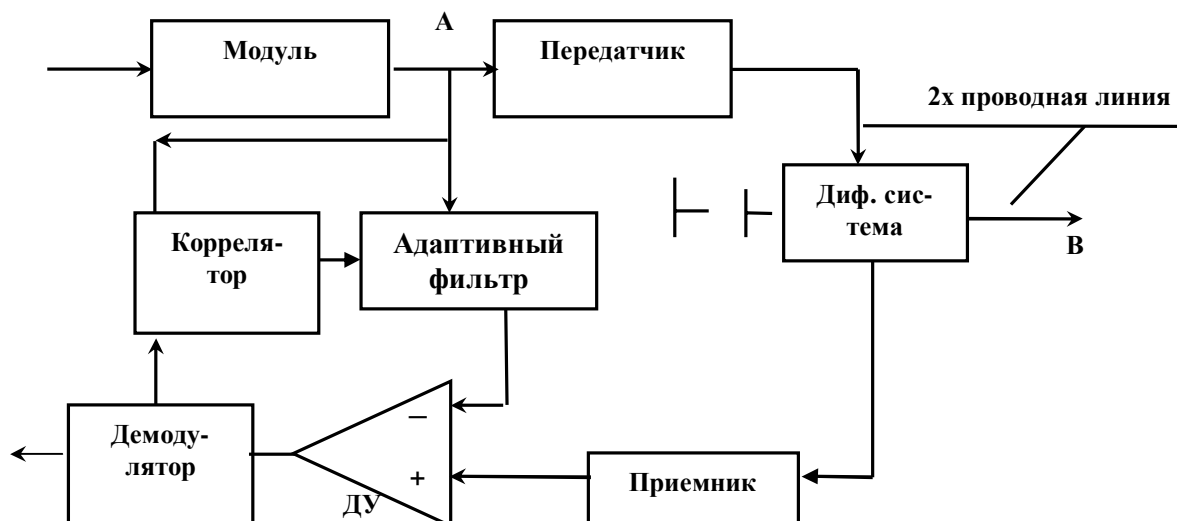 А
Модуль
Передатчик
2х проводная линия
Диф. сис-
тема
В
Корреля-
тор
Адаптивный
фильтр
Демоду-
лятор
−
+
ДУ
Приемник